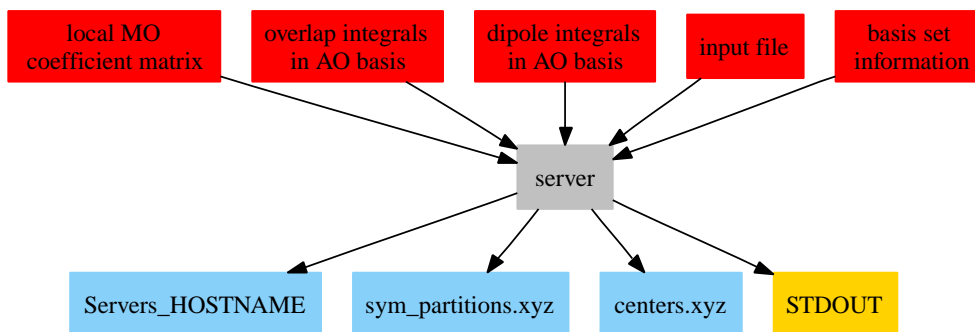 local MO
coefficient matrix
overlap integrals
in AO basis
dipole integrals
in AO basis
input file
basis set
information
server
Servers_HOSTNAME
sym_partitions.xyz
centers.xyz
STDOUT